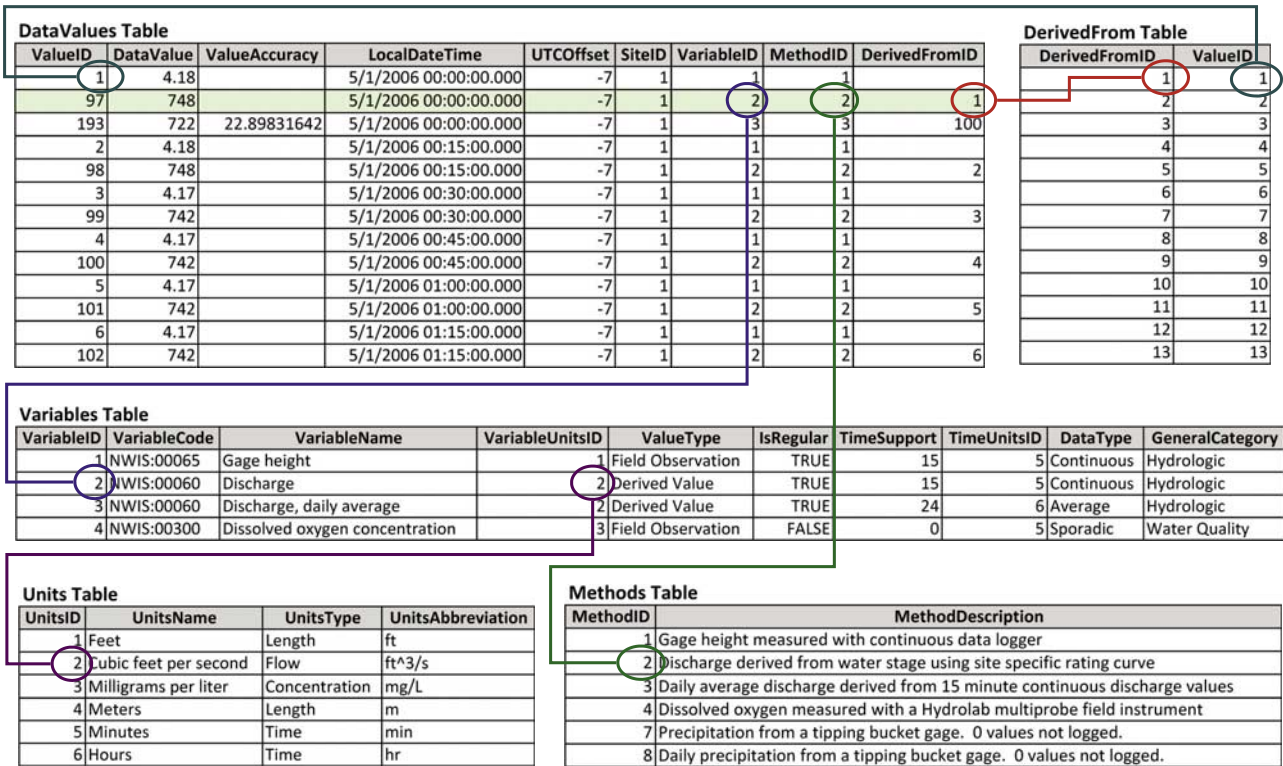 DataValues Table
ValueID DataValue ValueAccuracy LocalDateTime UTCOffset SiteID VariableID MethodID DerivedFromID
1 4.18 5/1/2006 00:00:00.000 -7 1 1 1
97 748 5/1/2006 00:00:00.000 -7 1 2 2 1
193 722 22.89831642 5/1/2006 00:00:00.000 -7 1 3 3 100
2 4.18 5/1/2006 00:15:00.000 -7 1 1 1
98 748 5/1/2006 00:15:00.000 -7 1 2 2 2
3 4.17 5/1/2006 00:30:00.000 -7 1 1 1
99 742 5/1/2006 00:30:00.000 -7 1 2 2 3
4 4.17 5/1/2006 00:45:00.000 -7 1 1 1
100 742 5/1/2006 00:45:00.000 -7 1 2 2 4
5 4.17 5/1/2006 01:00:00.000 -7 1 1 1
101 742 5/1/2006 01:00:00.000 -7 1 2 2 5
6 4.17 5/1/2006 01:15:00.000 -7 1 1 1
102 742 5/1/2006 01:15:00.000 -7 1 2 2 6
DerivedFrom Table
DerivedFromID ValueID
1 1
2 2
3 3
4 4
5 5
6 6
7 7
8 8
9 9
10 10
11 11
12 12
13 13
Variables Table
VariableID VariableCode VariableName VariableUnitsID ValueType IsRegular TimeSupport TimeUnitsID DataType GeneralCategory
1 NWIS:00065 Gage height 1 Field Observation TRUE 15 5 Continuous Hydrologic
2 NWIS:00060 Discharge 2 Derived Value TRUE 15 5 Continuous Hydrologic
3 NWIS:00060 Discharge, daily average 2 Derived Value TRUE 24 6 Average Hydrologic
4 NWIS:00300 Dissolved oxygen concentration 3 Field Observation FALSE 0 5 Sporadic Water Quality
Units Table
UnitsID UnitsName UnitsType UnitsAbbreviation
1 Feet Length ft
2 Cubic feet per second Flow ft^3/s
3 Milligrams per liter Concentration mg/L
4 Meters Length m
5 Minutes Time min
6 Hours Time hr
Methods Table
MethodID MethodDescription
1 Gage height measured with continuous data logger
2 Discharge derived from water stage using site specific rating curve
3 Daily average discharge derived from 15 minute continuous discharge values
4 Dissolved oxygen measured with a Hydrolab multiprobe field instrument
7 Precipitation from a tipping bucket gage. 0 values not logged.
8 Daily precipitation from a tipping bucket gage. 0 values not logged.